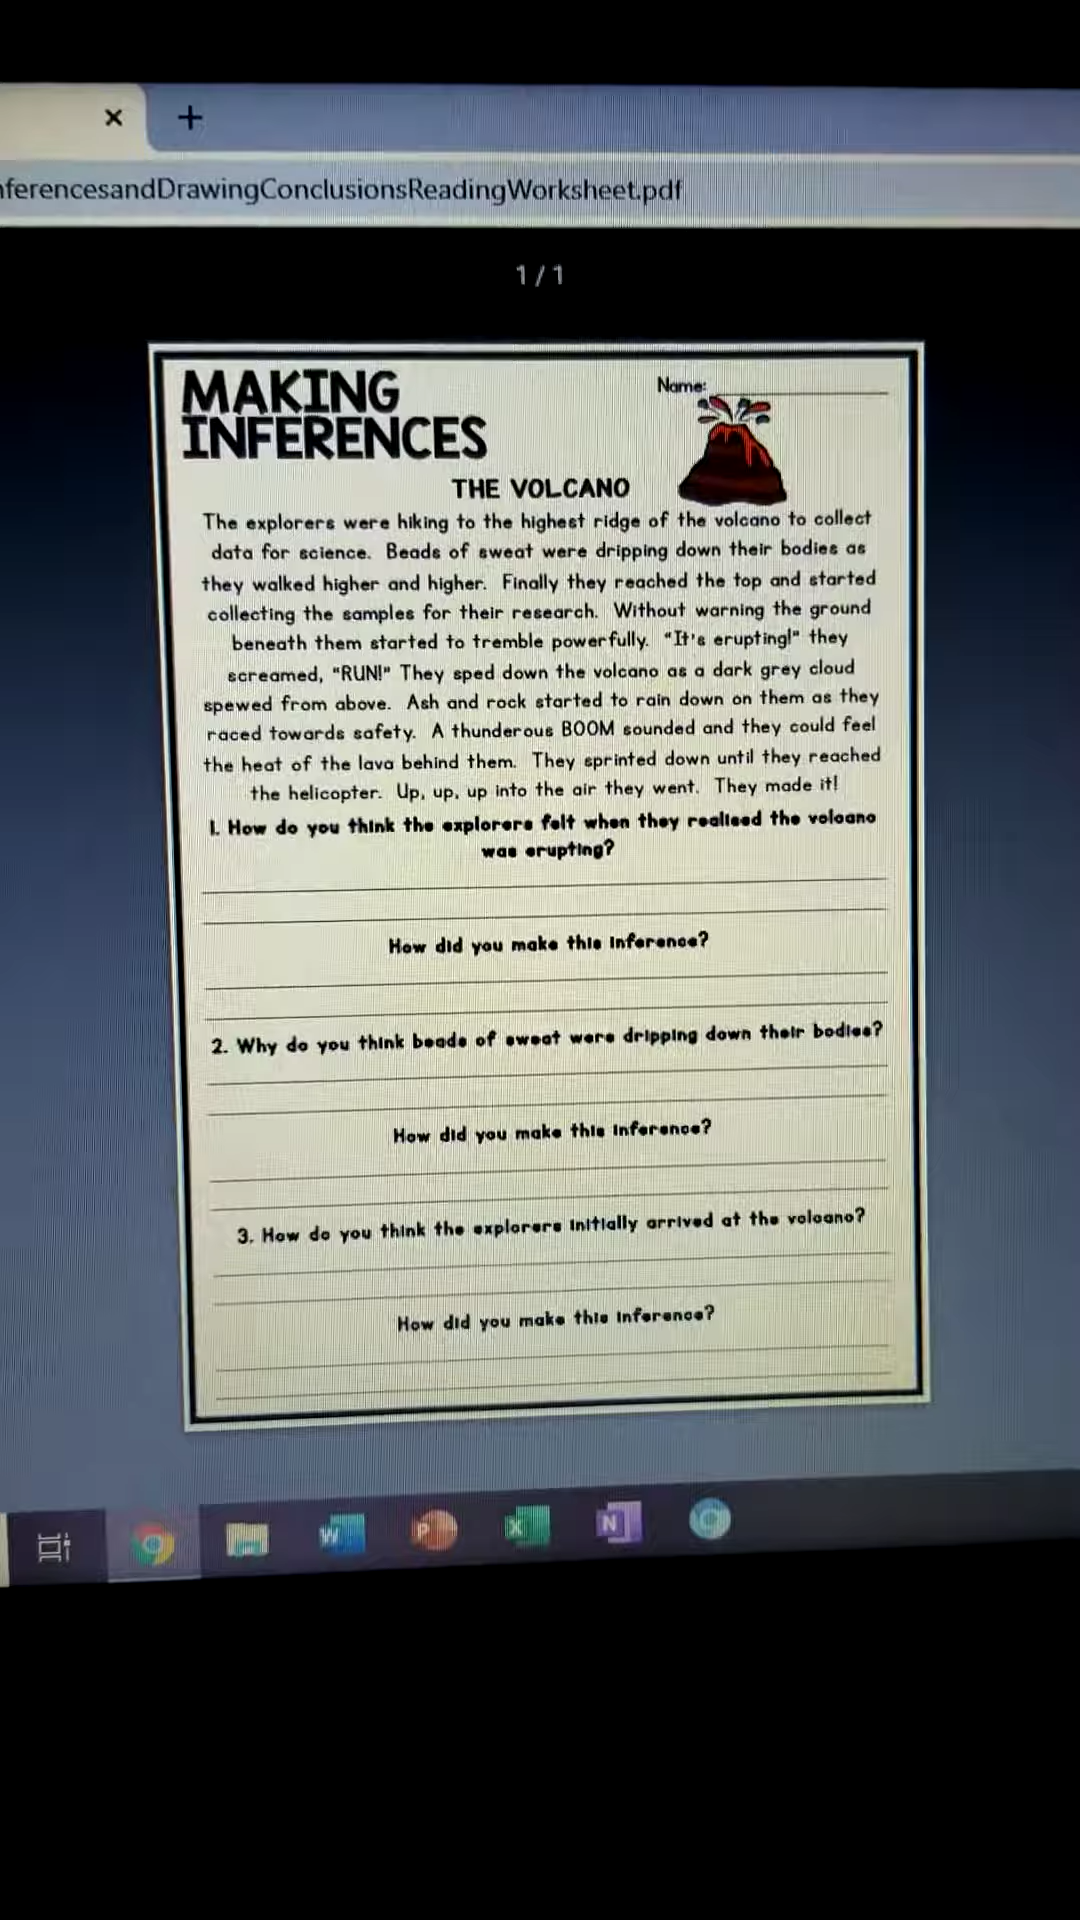 ×
+
nferencesandDrawingConclusionsReadingWorksheet.pdf
1 / 1
MAKING
INFERENCES
Name:
THE VOLCANO
The explorers were hiking to the highest ridge of the volcano to collect
data for science. Beads of sweat were dripping down their bodies as
they walked higher and higher. Finally they reached the top and started
collecting the samples for their research. Without warning the ground
beneath them started to tremble powerfully. "It's erupting!" they
screamed, "RUN!" They sped down the volcano as a dark grey cloud
spewed from above. Ash and rock started to rain down on them as they
raced towards safety. A thunderous BOOM sounded and they could feel
the heat of the lava behind them. They sprinted down until they reached
the helicopter. Up, up, up into the air they went. They made it!
1. How do you think the explorers felt when they realised the volcano
was erupting?
How did you make this inference?
2. Why do you think beads of sweat were dripping down their bodies?
How did you make this inference?
3. How do you think the explorers initially arrived at the volcano?
How did you make this inference?
W
P
X
N